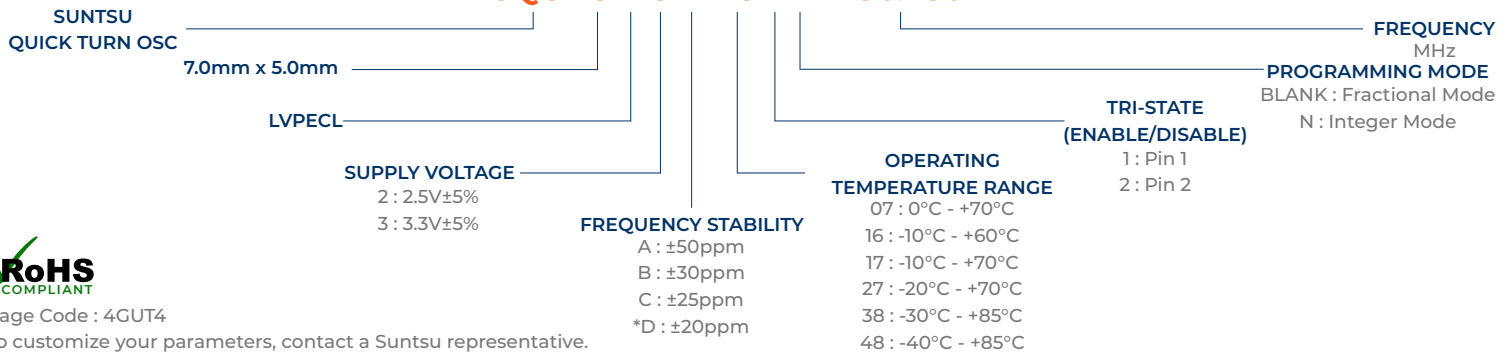 SUNTSU
QUICK TURN OSC
7.0mm x 5.0mm
LVPECL
SUPPLY VOLTAGE
2 : 2.5V±5%
3 : 3.3V±5%
FREQUENCY STABILITY
A : ±50ppm
B : ±30ppm
C : ±25ppm
*D : ±20ppm
OPERATING
TEMPERATURE RANGE
07 : 0°C - +70°C
16 : -10°C - +60°C
17 : -10°C - +70°C
27 : -20°C - +70°C
38 : -30°C - +85°C
48 : -40°C - +85°C
TRI-STATE
(ENABLE/DISABLE)
1 : Pin 1
2 : Pin 2
FREQUENCY
MHz
PROGRAMMING MODE
BLANK : Fractional Mode
N : Integer Mode
RoHS
COMPLIANT
age Code : 4GUT4
o customize your parameters, contact a Suntsu representative.